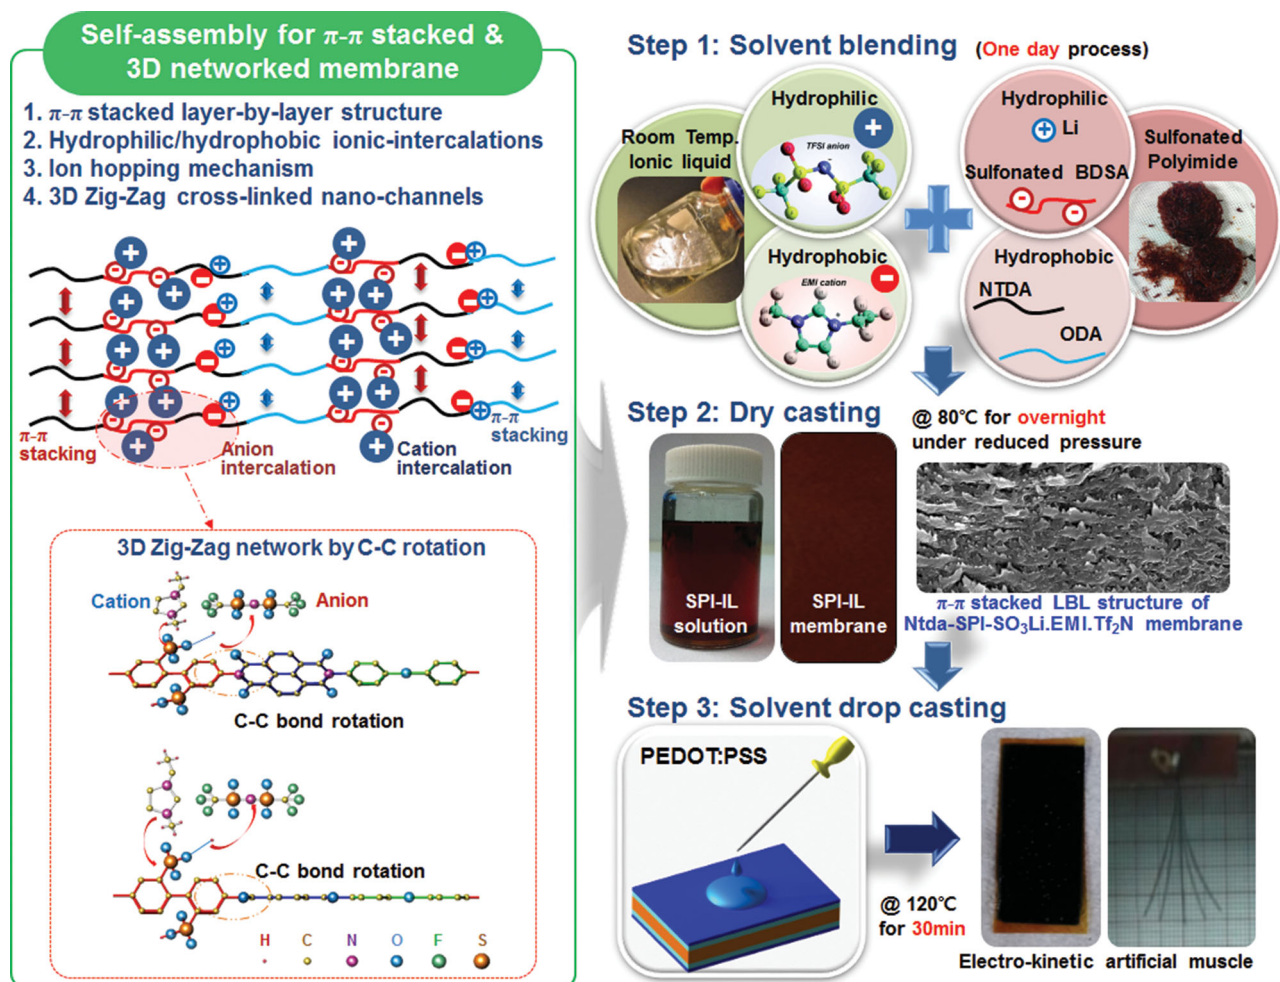 Self-assembly for π-π stacked &
3D networked membrane
1. π-π stacked layer-by-layer structure
2. Hydrophilic/hydrophobic ionic-intercalations
3. Ion hopping mechanism
4. 3D Zig-Zag cross-linked nano-channels
π-π
stacking
Anion
intercalation
Cation
intercalation
π-π
stacking
3D Zig-Zag network by C-C rotation
Cation
Anion
C-C bond rotation
C-C bond rotation
H C N O F S
Step 1: Solvent blending (One day process)
Room Temp.
Ionic liquid
Hydrophilic
+
TFSI anion
Hydrophobic
EMI cation
Hydrophilic
Li
Sulfonated BDSA
Hydrophobic
NTDA
ODA
Sulfonated
Polyimide
Step 2: Dry casting
@ 80℃ for overnight
under reduced pressure
SPI-IL
solution
SPI-IL
membrane
π-π stacked LBL structure of
Ntda-SPI-SO₃Li.EMI.Tf₂N membrane
Step 3: Solvent drop casting
PEDOT:PSS
@ 120℃
for 30min
Electro-kinetic artificial muscle